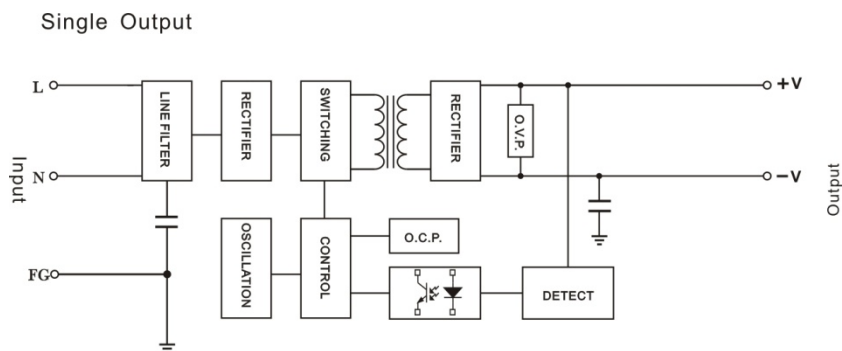 Single Output
L
LINE FILTER
RECTIFIER
SWITCHING
RECTIFIER
O.V.P.
+V
Input
N
−V
Output
FG
OSCILLATION
CONTROL
O.C.P.
DETECT